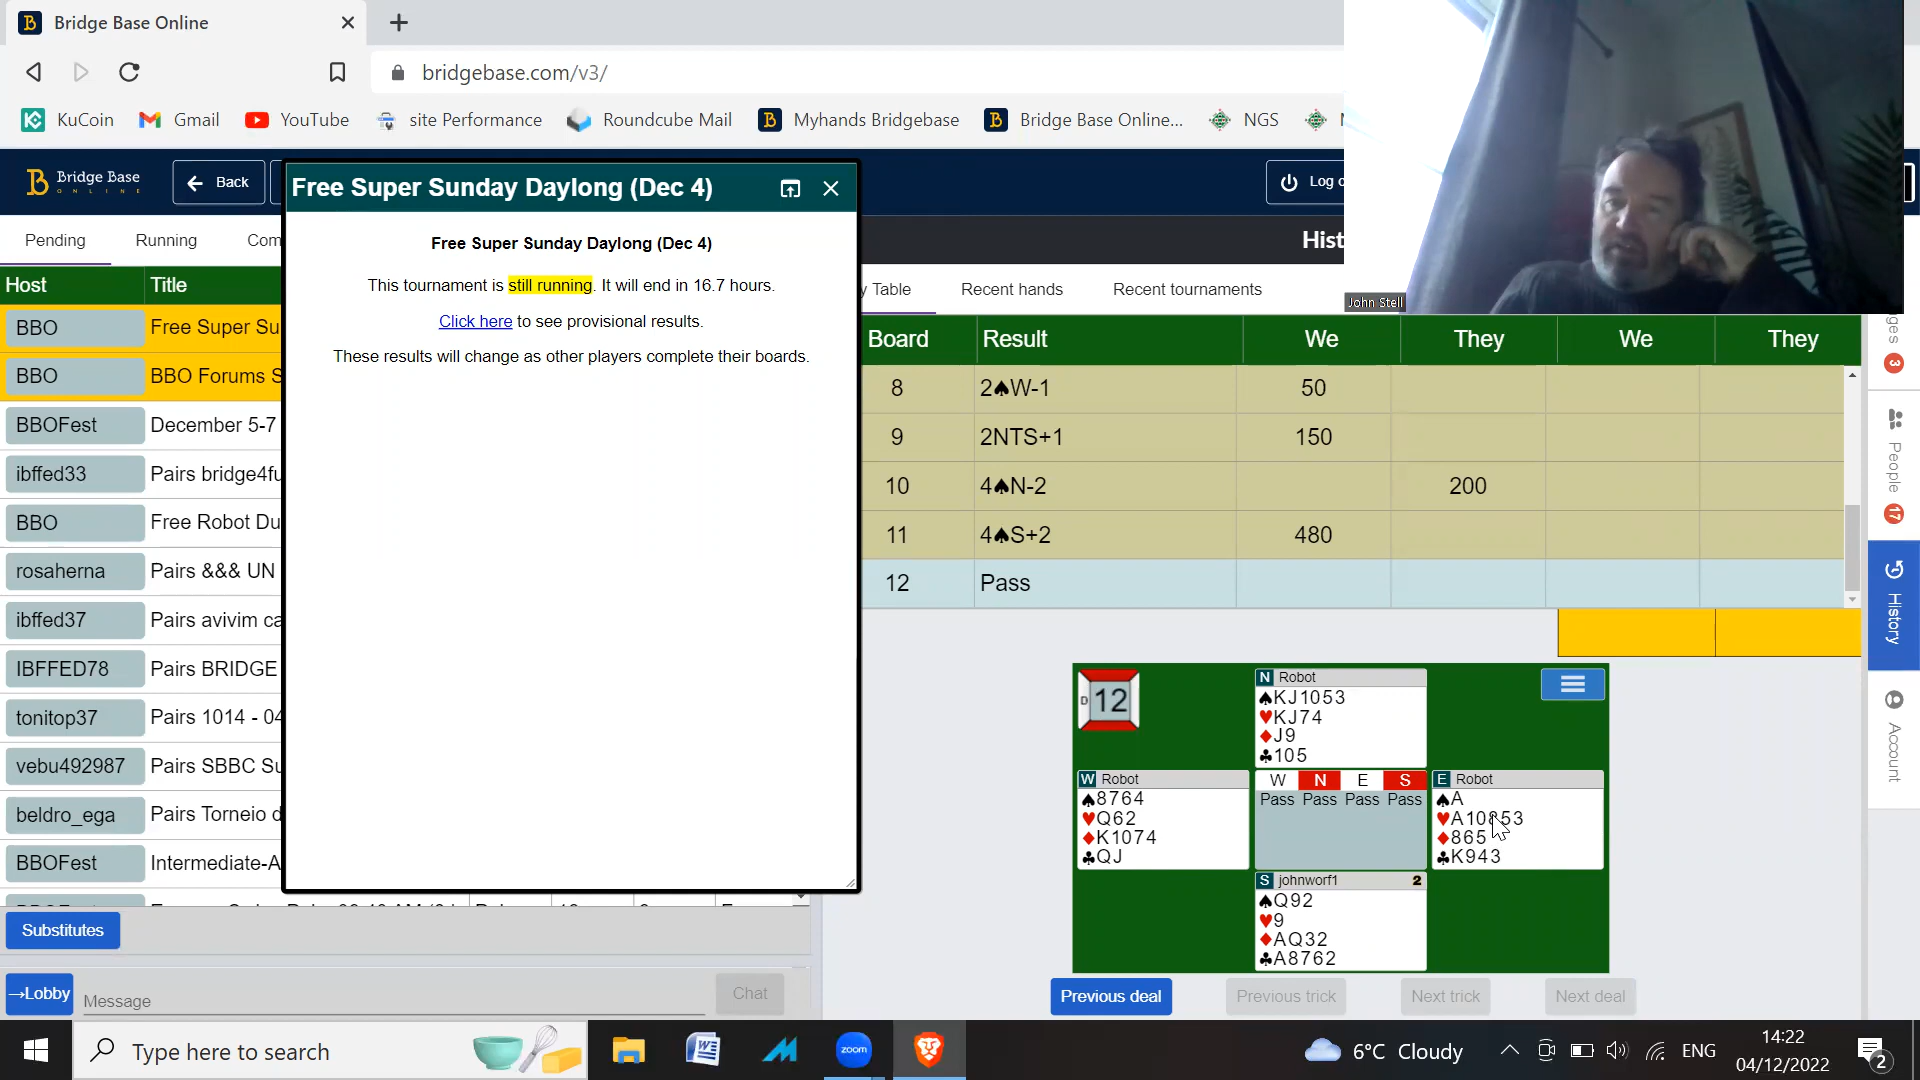 Bridge Base Online
bridgebase.com/v3/
KuCoin
Gmail
YouTube
site Performance
Roundcube Mail
Myhands Bridgebase
Bridge Base Online...
NGS
Bridge Base
ONLINE
Back
Free Super Sunday Daylong (Dec 4)
Log o
Pending
Running
Com
Free Super Sunday Daylong (Dec 4)
This tournament is still running. It will end in 16.7 hours.
Click here to see provisional results.
These results will change as other players complete their boards.
Hist
y Table
Recent hands
Recent tournaments
John Stell
Host Title
BBO Free Super Su
BBO BBO Forums S
BBOFest December 5-7
ibffed33 Pairs bridge4fu
BBO Free Robot Du
rosaherna Pairs &&& UN
ibffed37 Pairs avivim ca
IBFFED78 Pairs BRIDGE
tonitop37 Pairs 1014 - 04
vebu492987 Pairs SBBC Su
beldro_ega Pairs Torneio d
BBOFest Intermediate-A
Substitutes
→Lobby
Message
Chat
Board Result We They We They
8 2♠W-1 50
9 2NTS+1 150
10 4♠N-2 200
11 4♠S+2 480
12 Pass
ges
3
People
17
History
Account
D 12
N Robot
♠KJ1053
♥KJ74
♦J9
♣105
W Robot
♠8764
♥Q62
♦K1074
♣QJ
W N E S
Pass Pass Pass Pass
E Robot
♠A
♥A10853
♦865
♣K943
S johnworf1 2
♠Q92
♥9
♦AQ32
♣A8762
Previous deal
Previous trick
Next trick
Next deal
Type here to search
zoom
6°C Cloudy
ENG
14:22
04/12/2022
2